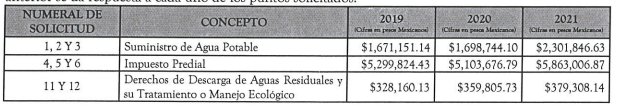 anterior se da respuesta a cada uno de los puntos solicitados:
NUMERAL DE SOLICITUD CONCEPTO 2019 (Cifras en pesos Mexicanos) 2020 (Cifras en pesos Mexicanos) 2021 (Cifras en pesos Mexicanos)
1, 2 Y 3 Suministro de Agua Potable $1,671,151.14 $1,698,744.10 $2,301,846.63
4, 5 Y 6 Impuesto Predial $5,299,824.43 $5,103,676.79 $5,863,006.87
11 Y 12 Derechos de Descarga de Aguas Residuales y su Tratamiento o Manejo Ecológico $328,160.13 $359,805.73 $379,308.14